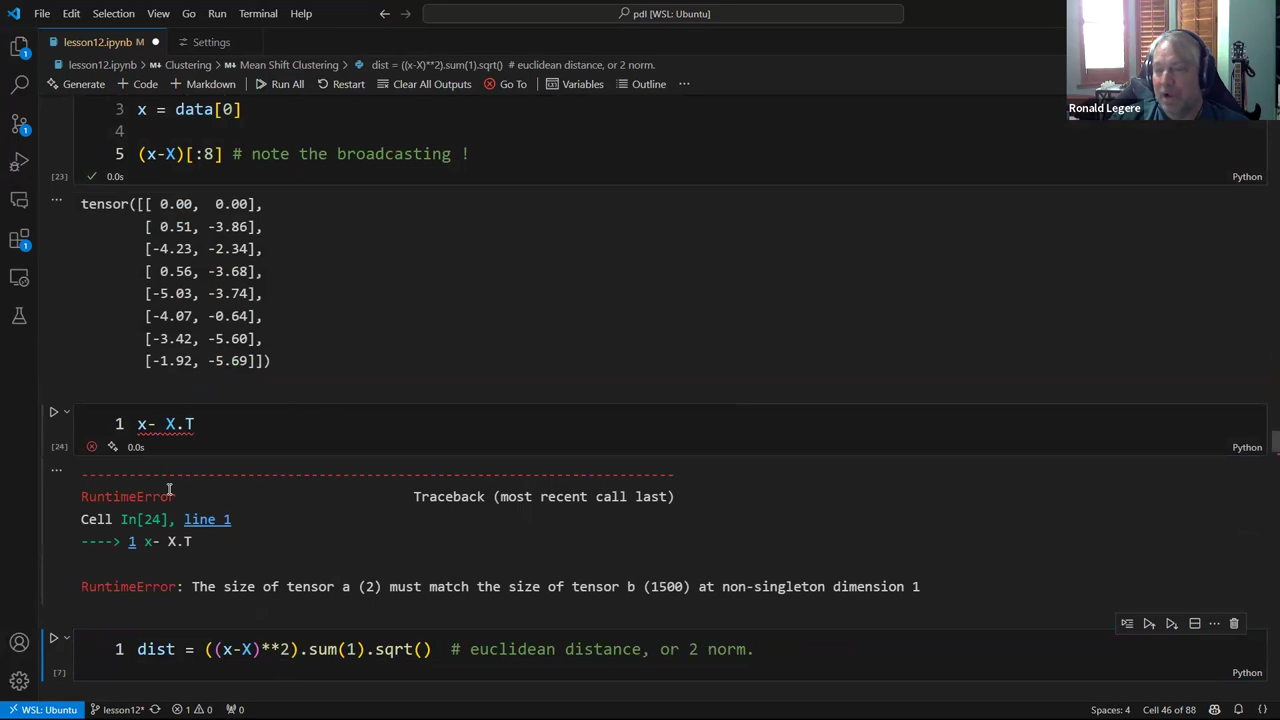 File Edit Selection View Go Run Terminal Help
pdl [WSL: Ubuntu]
lesson12.ipynb M
Settings
lesson12.ipynb > Clustering > Mean Shift Clustering > dist = ((x-X)**2).sum(1).sqrt() # euclidean distance, or 2 norm.
Generate + Code + Markdown Run All Restart Clear All Outputs Go To Variables Outline ...
Ronald Legere
3 x = data[0]
4
5 (x-X)[:8] # note the broadcasting !
[23] 0.0s Python
tensor([[ 0.00, 0.00],
[ 0.51, -3.86],
[-4.23, -2.34],
[ 0.56, -3.68],
[-5.03, -3.74],
[-4.07, -0.64],
[-3.42, -5.60],
[-1.92, -5.69]])
1 x- X.T
[24] 0.0s Python
---------------------------------------------------------------------------
RuntimeError Traceback (most recent call last)
Cell In[24], line 1
----> 1 x- X.T
RuntimeError: The size of tensor a (2) must match the size of tensor b (1500) at non-singleton dimension 1
1 dist = ((x-X)**2).sum(1).sqrt() # euclidean distance, or 2 norm.
[7] Python
WSL: Ubuntu lesson12* 1 0 0 Spaces: 4 Cell 46 of 88